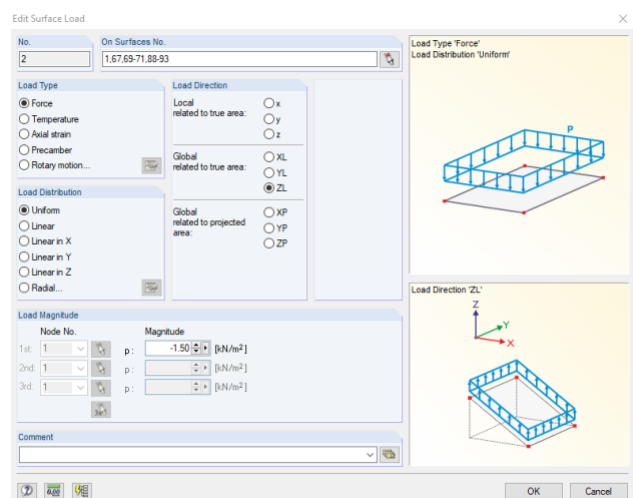 Edit Surface Load
No.
On Surfaces No.
2
1,67,69-71,88-93
Load Type
Force
Temperature
Axial strain
Precamber
Rotary motion...
Load Distribution
Uniform
Linear
Linear in X
Linear in Y
Linear in Z
Radial...
Load Direction
Local
related to true area:
x
y
z
Global
related to true area:
XL
YL
ZL
Global
related to projected
area:
XP
YP
ZP
Load Magnitude
Node No.
Magnitude
1st: 1 p: -1.50 [kN/m²]
2nd: 1 p: [kN/m²]
3rd: 1 p: [kN/m²]
Comment
Load Type 'Force'
Load Distribution 'Uniform'
P
Load Direction 'ZL'
Z
Y
X
0,00
OK
Cancel